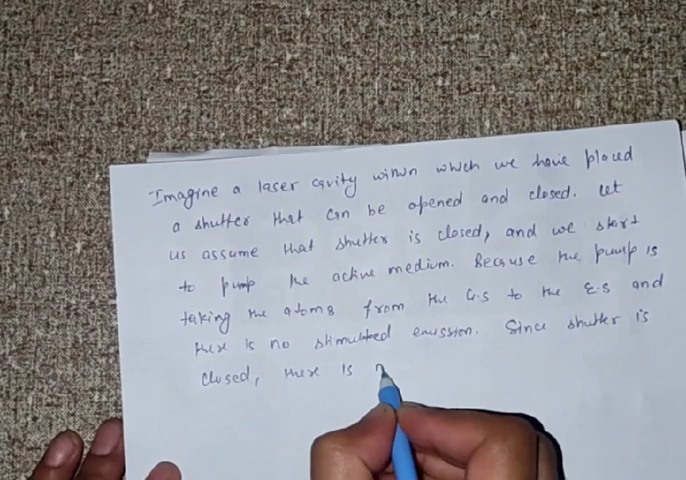 Imagine a laser cavity within which we have placed
a shutter that can be opened and closed. Let
us assume that shutter is closed, and we start
to pump the active medium. Because the pump is
taking the atoms from the G.S to the E.S and
there is no stimulated emission. Since shutter is
closed, there is